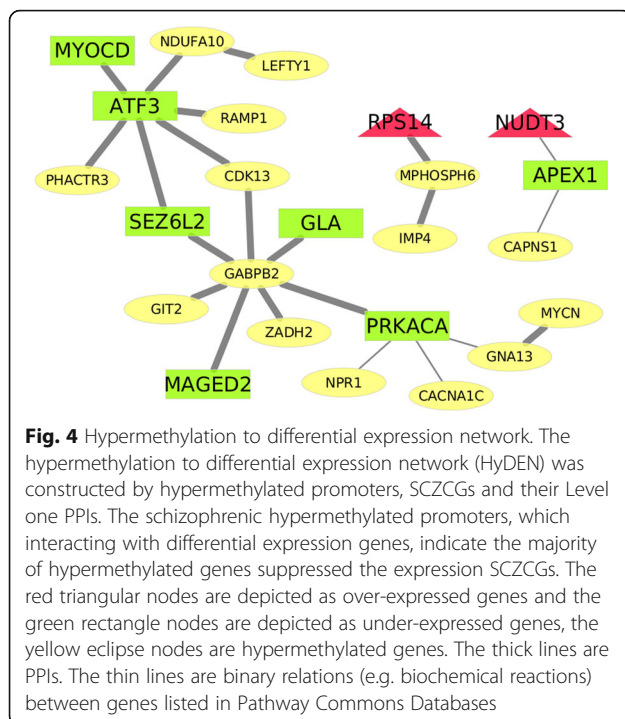 MYOCD
NDUFA10
LEFTY1
ATF3
RAMP1
RPS14
NUDT3
PHACTR3
CDK13
MPHOSPH6
APEX1
SEZ6L2
GLA
IMP4
CAPNS1
GABPB2
GIT2
ZADH2
MYCN
PRKACA
GNA13
MAGED2
NPR1
CACNA1C
Fig. 4 Hypermethylation to differential expression network. The
hypermethylation to differential expression network (HyDEN) was
constructed by hypermethylated promoters, SCZCGs and their Level
one PPIs. The schizophrenic hypermethylated promoters, which
interacting with differential expression genes, indicate the majority
of hypermethylated genes suppressed the expression SCZCGs. The
red triangular nodes are depicted as over-expressed genes and the
green rectangle nodes are depicted as under-expressed genes, the
yellow eclipse nodes are hypermethylated genes. The thick lines are
PPIs. The thin lines are binary relations (e.g. biochemical reactions)
between genes listed in Pathway Commons Databases